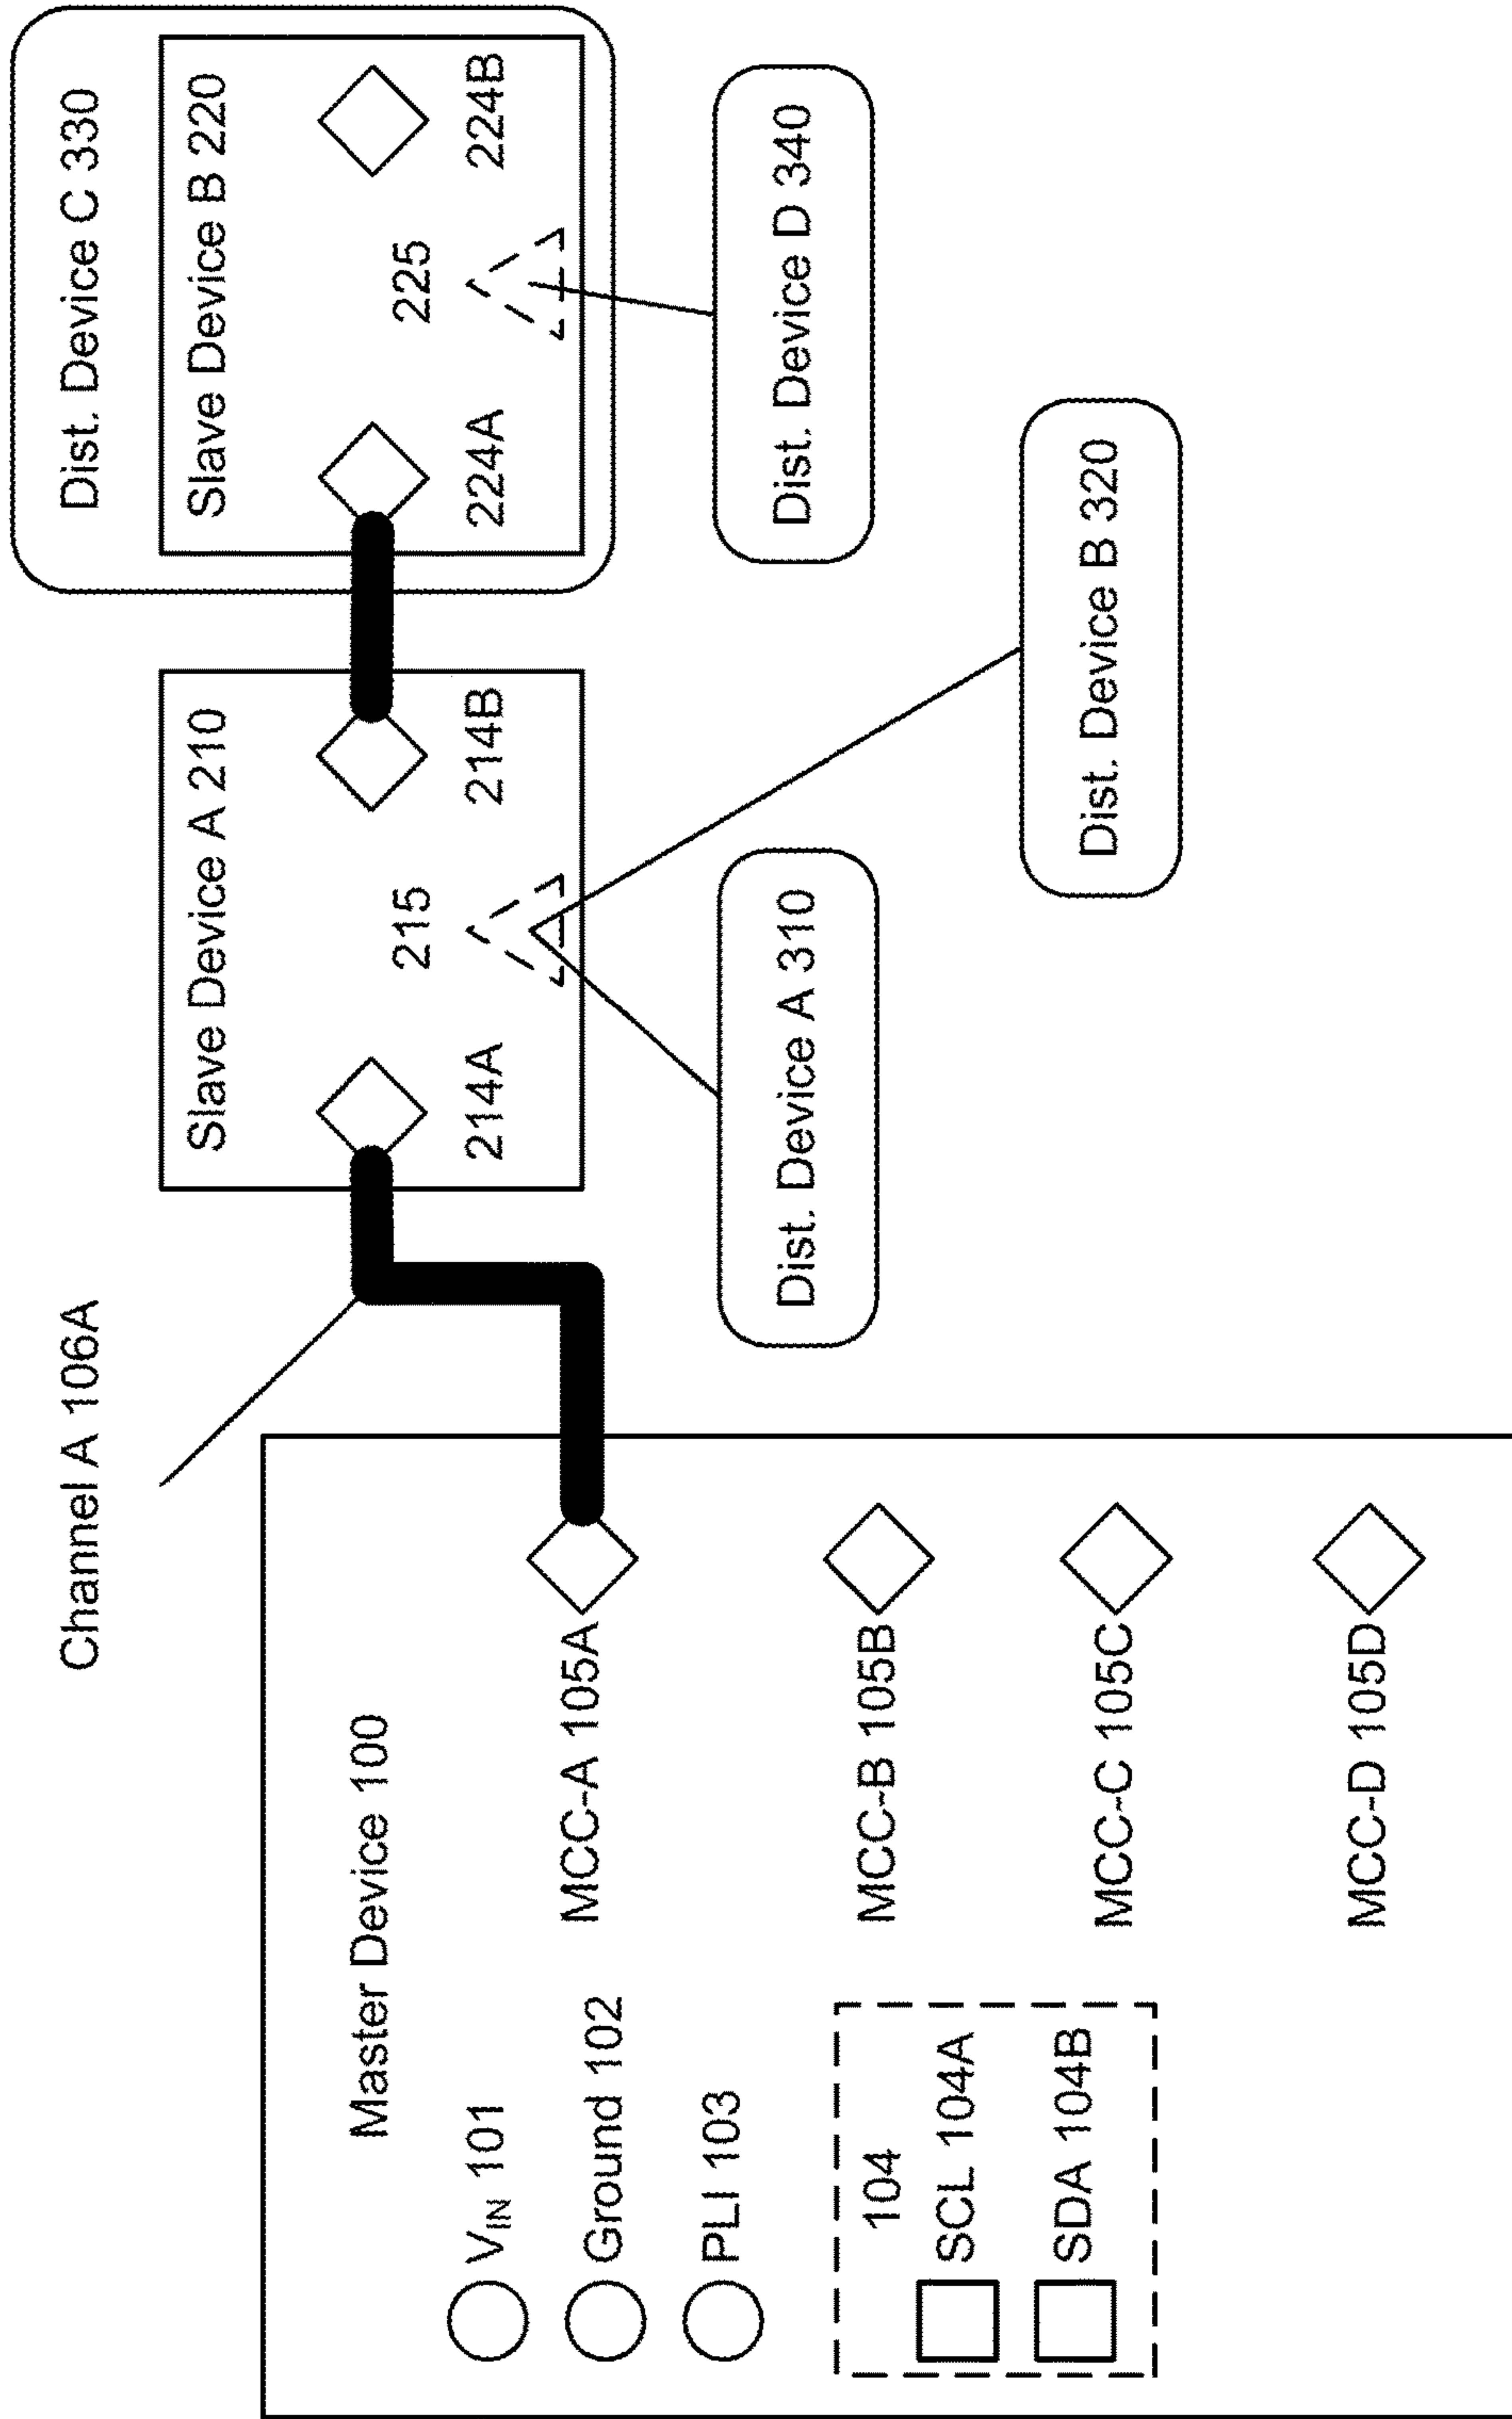 Channel A 106A
Dist. Device C 330
Slave Device A 210
Slave Device B 220
215
225
214A
214B
224A
224B
Master Device 100
V_IN 101
Ground 102
PLI 103
104
SCL 104A
SDA 104B
MCC-A 105A
MCC-B 105B
MCC-C 105C
MCC-D 105D
Dist. Device A 310
Dist. Device D 340
Dist. Device B 320